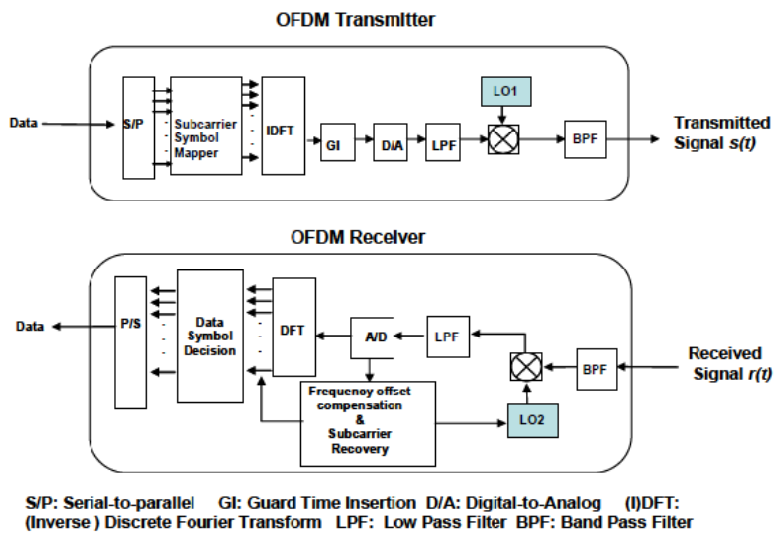 OFDM Transmitter
LO1
Data
S/P
Subcarrier
Symbol
Mapper
IDFT
GI
D/A
LPF
BPF
Transmitted
Signal s(t)
OFDM Receiver
Data
P/S
Data
Symbol
Decision
DFT
A/D
LPF
BPF
Received
Signal r(t)
Frequency offset
compensation
&
Subcarrier
Recovery
LO2
S/P: Serial-to-parallel GI: Guard Time Insertion D/A: Digital-to-Analog (I)DFT:
(Inverse ) Discrete Fourier Transform LPF: Low Pass Filter BPF: Band Pass Filter